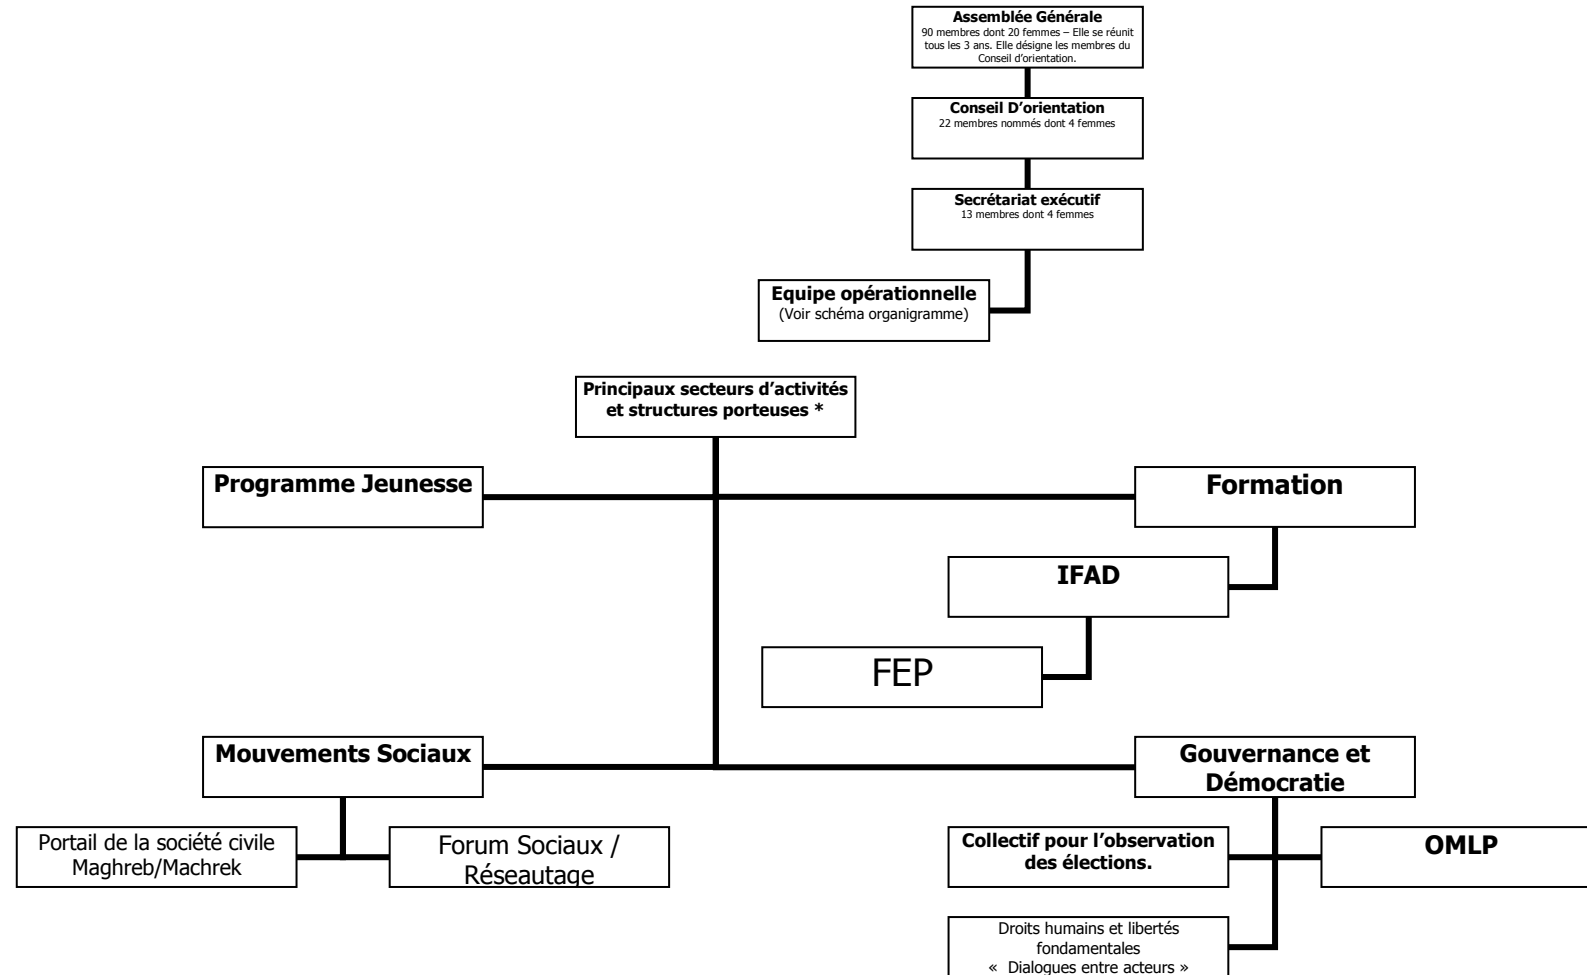 Assemblée Générale
90 membres dont 20 femmes – Elle se réunit
tous les 3 ans. Elle désigne les membres du
Conseil d'orientation.
Conseil D'orientation
22 membres nommés dont 4 femmes
Secrétariat exécutif
13 membres dont 4 femmes
Equipe opérationnelle
(Voir schéma organigramme)
Principaux secteurs d'activités
et structures porteuses *
Programme Jeunesse
Formation
IFAD
FEP
Mouvements Sociaux
Gouvernance et
Démocratie
Portail de la société civile
Maghreb/Machrek
Forum Sociaux /
Réseautage
Collectif pour l'observation
des élections.
OMLP
Droits humains et libertés
fondamentales
« Dialogues entre acteurs »